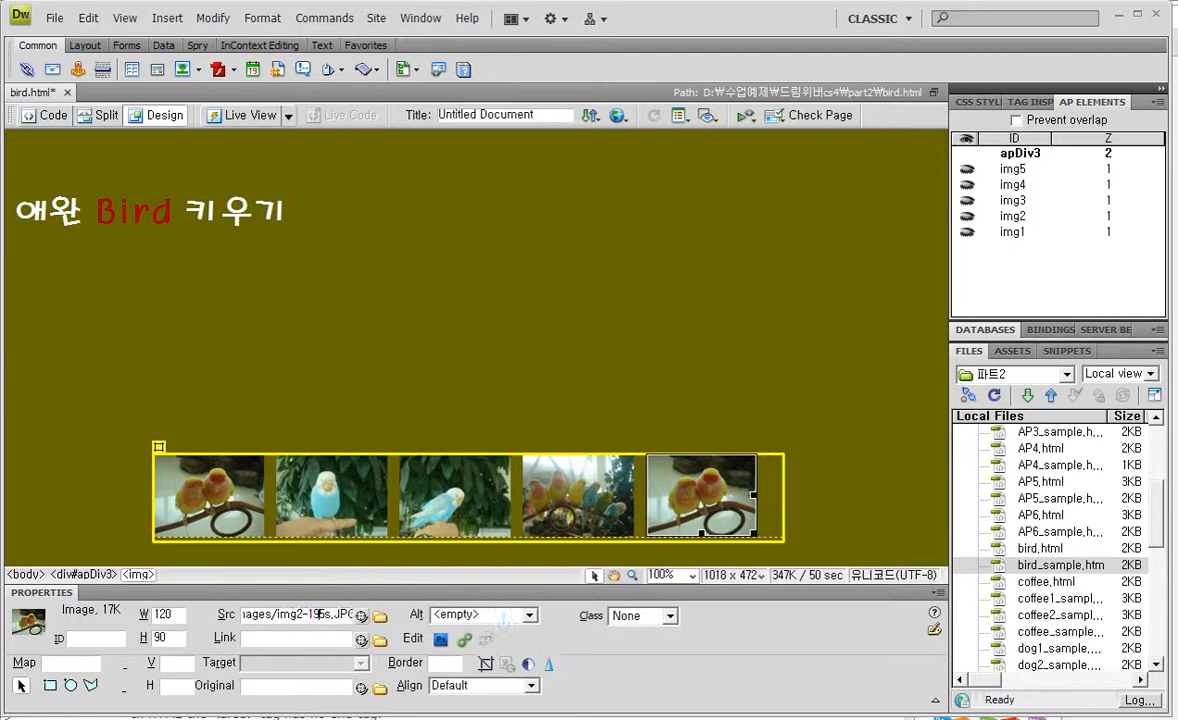 Dw File Edit View Insert Modify Format Commands Site Window Help CLASSIC
Common Layout Forms Data Spry InContext Editing Text Favorites
bird.html* Path: D:₩수업예제₩드림위버cs4₩part2₩bird.html
Code Split Design Live View Live Code Title: Untitled Document Check Page
애완 Bird 키우기
<body> <div#apDiv3> <img> 100% 1018 x 472 347K / 50 sec 유니코드(UTF-8)
PROPERTIES
Image, 17K W 120 Src ages/img2-195s.JPG Alt <empty> Class None
ID H 90 Link Edit
Map V Target Border
H Original Align Default
CSS STYL TAG INSP AP ELEMENTS
Prevent overlap
ID Z
apDiv3 2
img5 1
img4 1
img3 1
img2 1
img1 1
DATABASES BINDINGS SERVER BE
FILES ASSETS SNIPPETS
파트2 Local view
Local Files Size
AP3_sample,h... 2KB
AP4,html 2KB
AP4_sample,h... 1KB
AP5,html 3KB
AP5_sample,h... 2KB
AP6,html 3KB
AP6_sample,h... 2KB
bird,html 2KB
bird_sample,htm 2KB
coffee,html 2KB
coffee1_sample,... 3KB
coffee2_sample,... 3KB
coffee_sample,... 2KB
dog1_sample,... 2KB
dog2_sample,... 2KB
Ready Log...